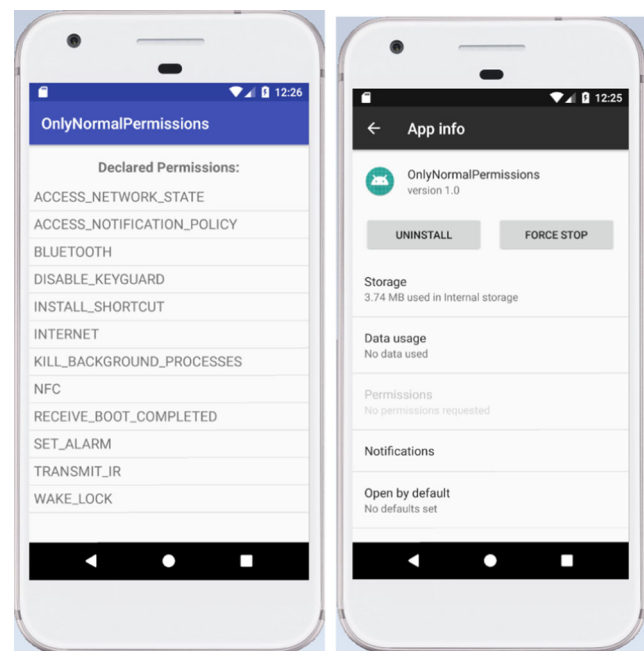 12:26
OnlyNormalPermissions
Declared Permissions:
ACCESS_NETWORK_STATE
ACCESS_NOTIFICATION_POLICY
BLUETOOTH
DISABLE_KEYGUARD
INSTALL_SHORTCUT
INTERNET
KILL_BACKGROUND_PROCESSES
NFC
RECEIVE_BOOT_COMPLETED
SET_ALARM
TRANSMIT_IR
WAKE_LOCK
12:25
App info
OnlyNormalPermissions
version 1.0
UNINSTALL FORCE STOP
Storage
3.74 MB used in Internal storage
Data usage
No data used
Permissions
No permissions requested
Notifications
Open by default
No defaults set